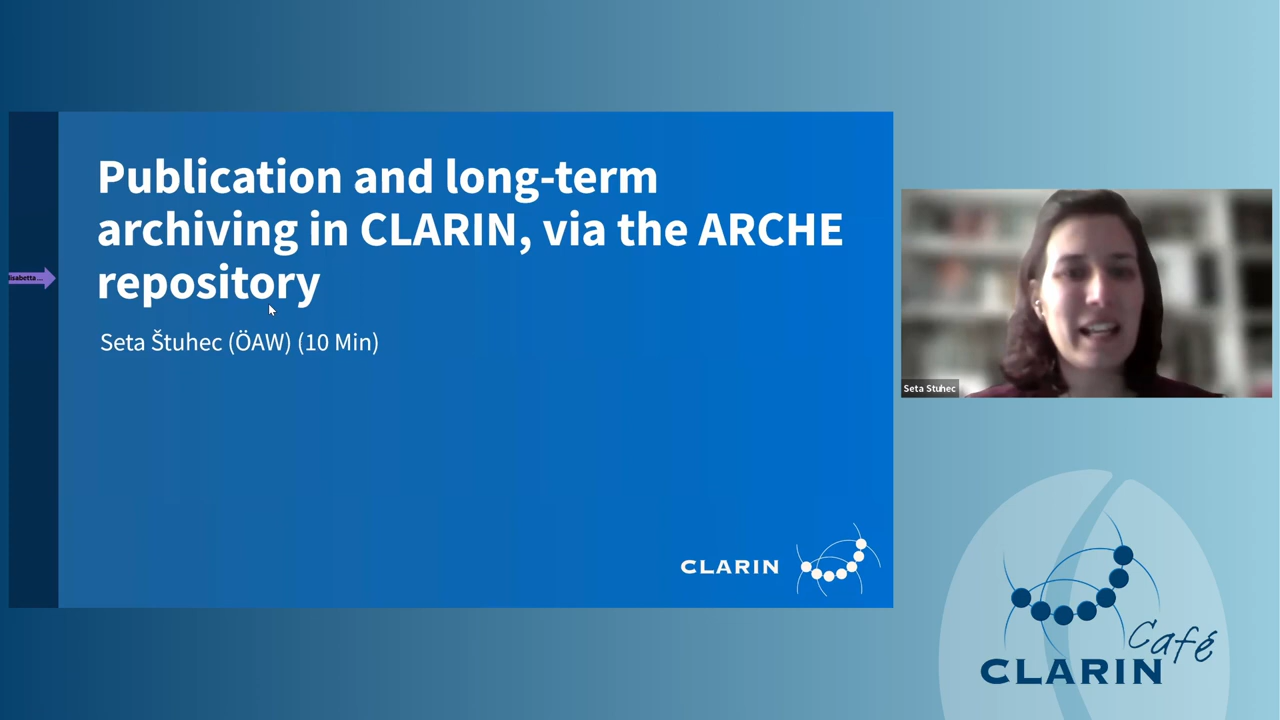 Publication and long-term
archiving in CLARIN, via the ARCHE
repository
Seta Štuhec (ÖAW) (10 Min)
CLARIN
Seta Stuhec
Café
CLARIN